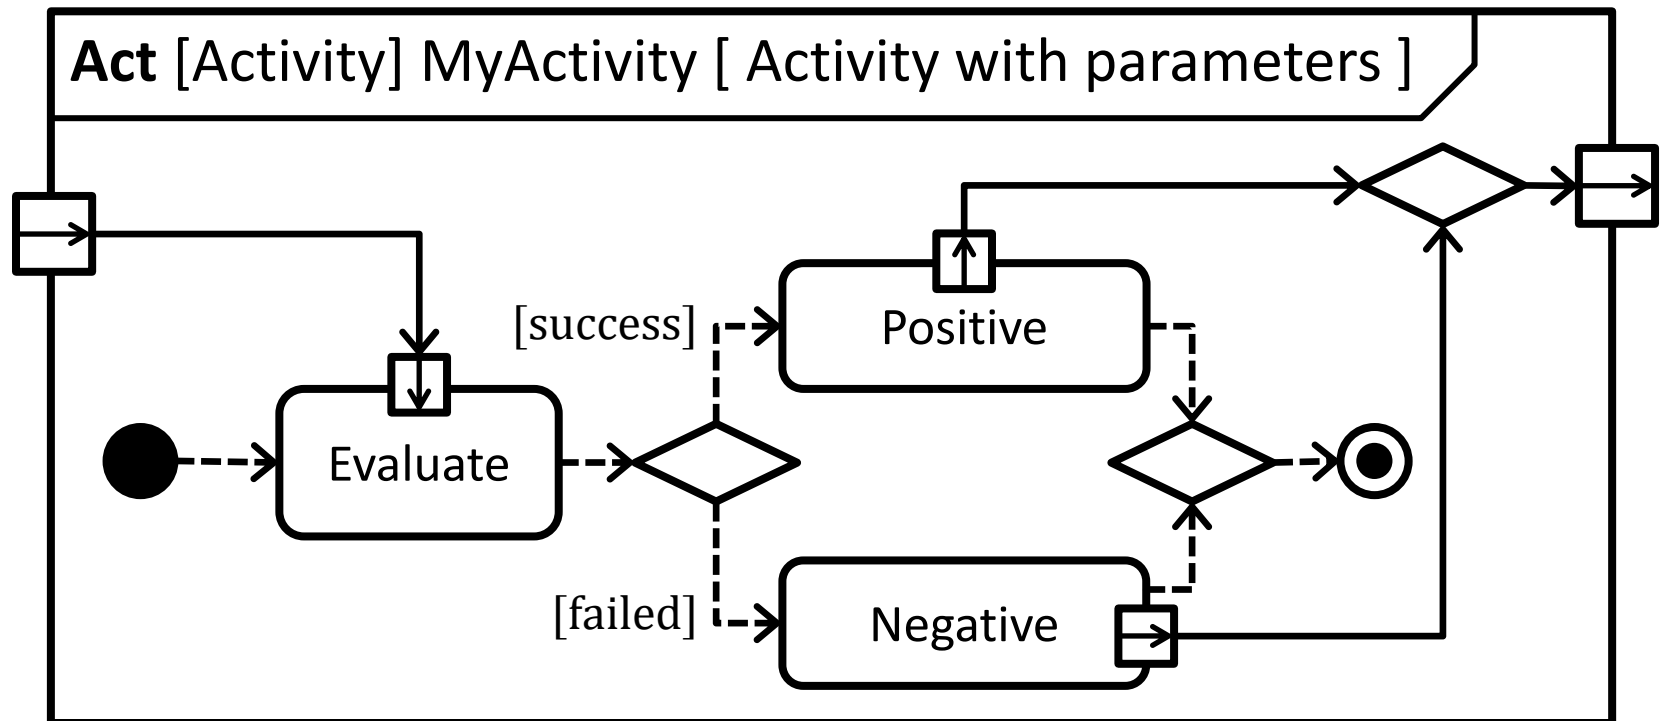 Act [Activity] MyActivity [ Activity with parameters ]
[success]
Positive
Evaluate
[failed]
Negative